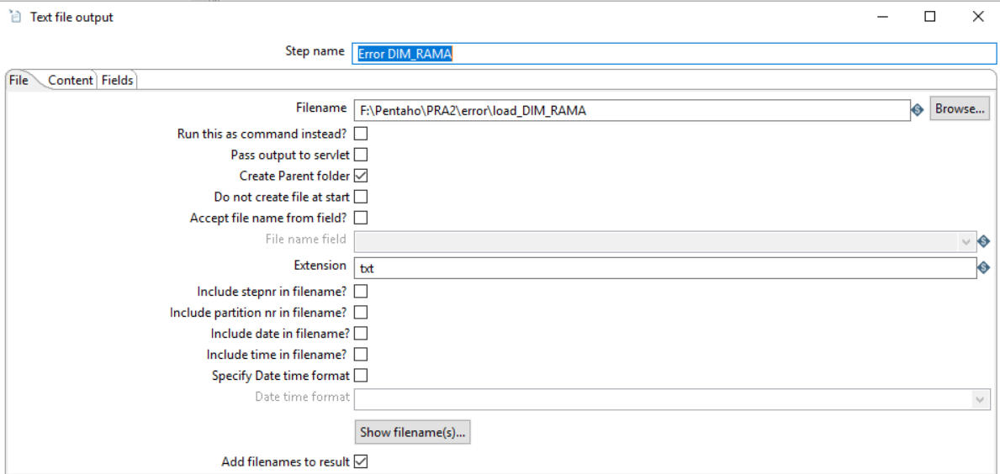 Text file output
Step name Error DIM_RAMA
File Content Fields
Filename F:\Pentaho\PRA2\error\load_DIM_RAMA Browse...
Run this as command instead?
Pass output to servlet
Create Parent folder
Do not create file at start
Accept file name from field?
File name field
Extension txt
Include stepnr in filename?
Include partition nr in filename?
Include date in filename?
Include time in filename?
Specify Date time format
Date time format
Show filename(s)...
Add filenames to result